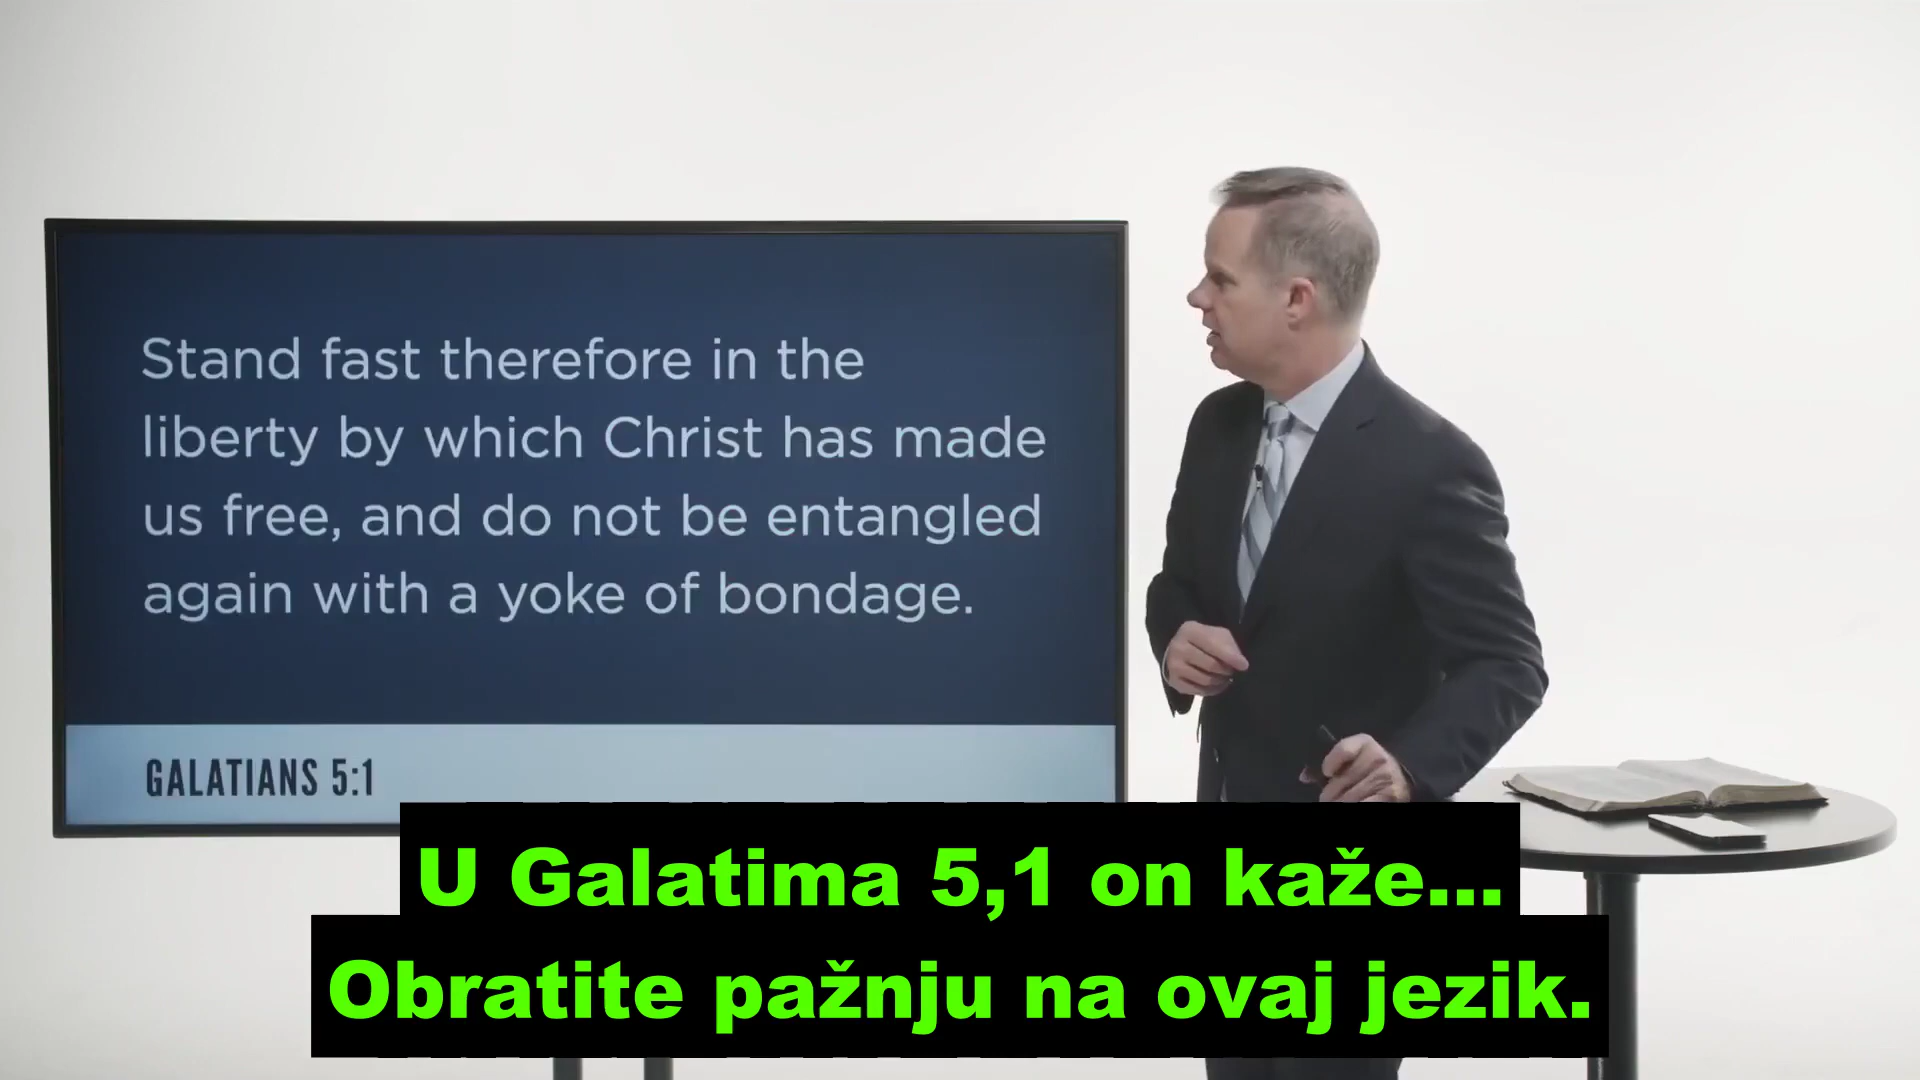 Stand fast therefore in the
liberty by which Christ has made
us free, and do not be entangled
again with a yoke of bondage.
GALATIANS 5:1
U Galatima 5,1 on kaže...
Obratite pažnju na ovaj jezik.